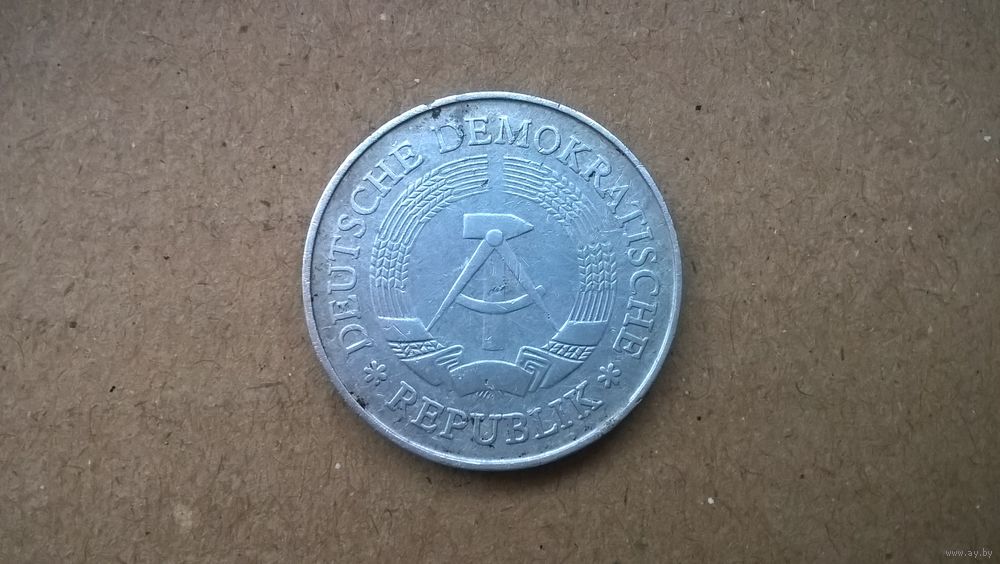 DEUTSCHE DEMOKRATISCHE
* REPUBLIK *
www.ay.by